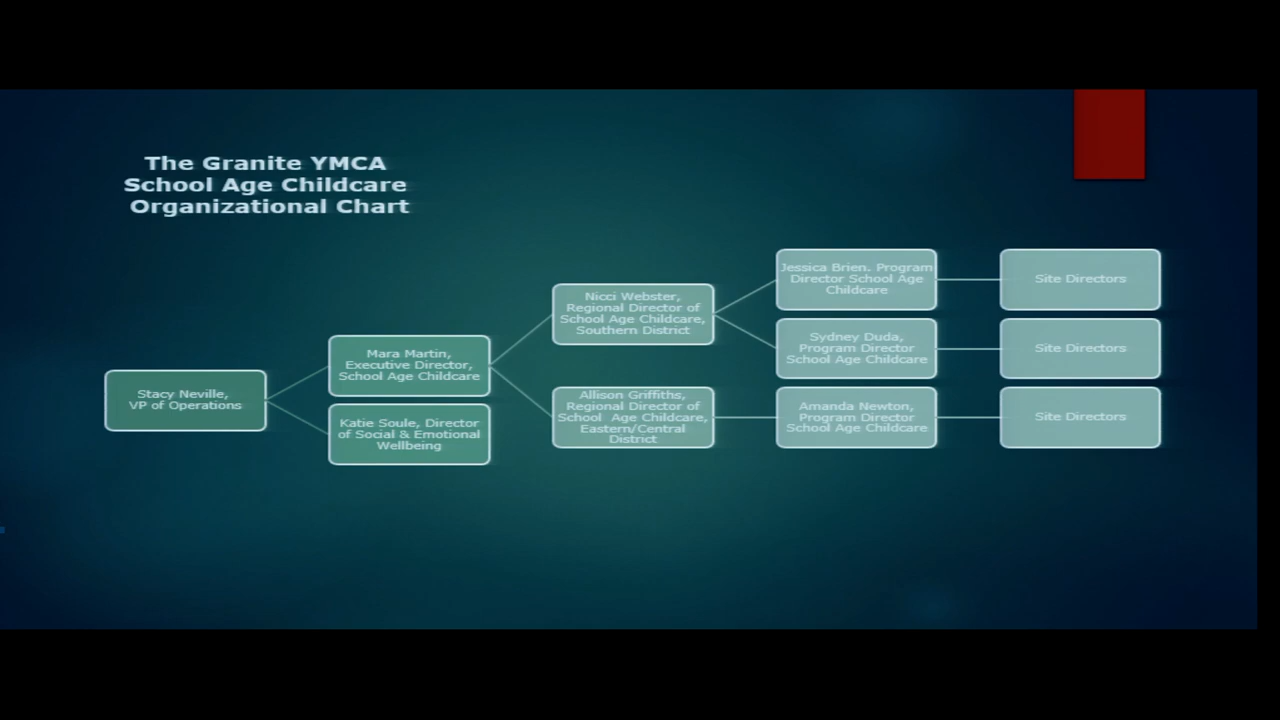 The Granite YMCA
School Age Childcare
Organizational Chart
Stacy Neville,
VP of Operations
Mara Martin,
Executive Director,
School Age Childcare
Katie Soule, Director
of Social & Emotional
Wellbeing
Nicci Webster,
Regional Director of
School Age Childcare,
Southern District
Allison Griffiths,
Regional Director of
School Age Childcare,
Eastern/Central
District
Jessica Brien. Program
Director School Age
Childcare
Sydney Duda,
Program Director
School Age Childcare
Amanda Newton,
Program Director
School Age Childcare
Site Directors
Site Directors
Site Directors